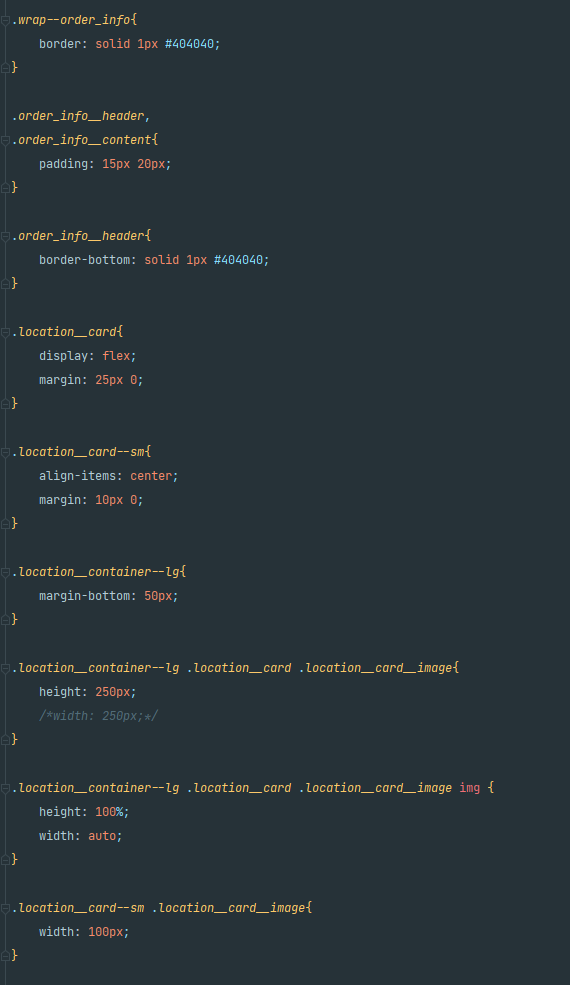 .wrap--order_info{
border: solid 1px #404040;
}
.order_info__header,
.order_info__content{
padding: 15px 20px;
}
.order_info__header{
border-bottom: solid 1px #404040;
}
.location__card{
display: flex;
margin: 25px 0;
}
.location__card--sm{
align-items: center;
margin: 10px 0;
}
.location__container--lg{
margin-bottom: 50px;
}
.location__container--lg .location__card .location__card__image{
height: 250px;
/*width: 250px;*/
}
.location__container--lg .location__card .location__card__image img {
height: 100%;
width: auto;
}
.location__card--sm .location__card__image{
width: 100px;
}